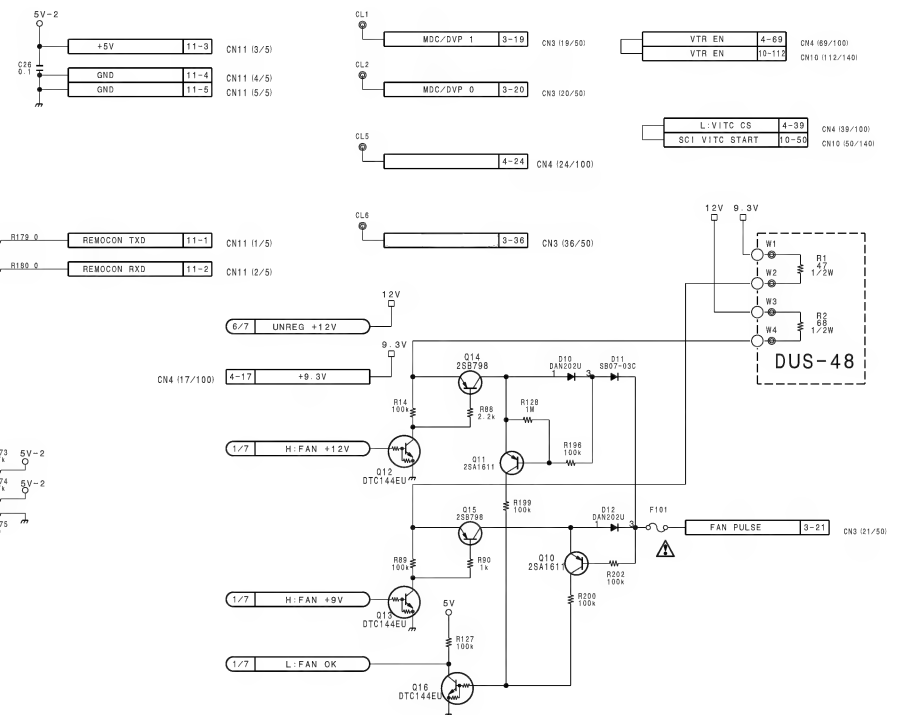 5V-2
+5V 11-3 CN11 (3/5)
C26
0.1
GND 11-4 CN11 (4/5)
GND 11-5 CN11 (5/5)
CL1
MDC/DVP 1 3-19 CN3 (19/50)
CL2
MDC/DVP 0 3-20 CN3 (20/50)
CL5
4-24 CN4 (24/100)
CL6
3-36 CN3 (36/50)
VTR EN 4-69 CN4 (69/100)
VTR EN 10-112 CN10 (112/140)
L:VITC CS 4-39 CN4 (39/100)
SCI VITC START 10-50 CN10 (50/140)
R179 0 REMOCON TXD 11-1 CN11 (1/5)
R180 0 REMOCON RXD 11-2 CN11 (2/5)
12V 9.3V
W1
R1
47
1/2W
W2
W3
R2
68
1/2W
W4
DUS-48
12V
6/7 UNREG +12V
9.3V
CN4 (17/100) 4-17 +9.3V
Q14
2SB798
D10
DAN202U
1 3
D11
SB07-03C
R14
100k
R88
2.2k
R128
1M
R196
100k
1/7 H:FAN +12V
Q12
DTC144EU
Q11
2SA1611
73
k
5V-2
74
k
5V-2
75
R199
100k
Q15
2SB798
D12
DAN202U
1 3
F101
FAN PULSE 3-21 CN3 (21/50)
R89
100k
R90
1k
Q10
2SA1611
R202
100k
R200
100k
1/7 H:FAN +9V
Q13
DTC144EU
5V
R127
100k
1/7 L:FAN OK
Q16
DTC144EU